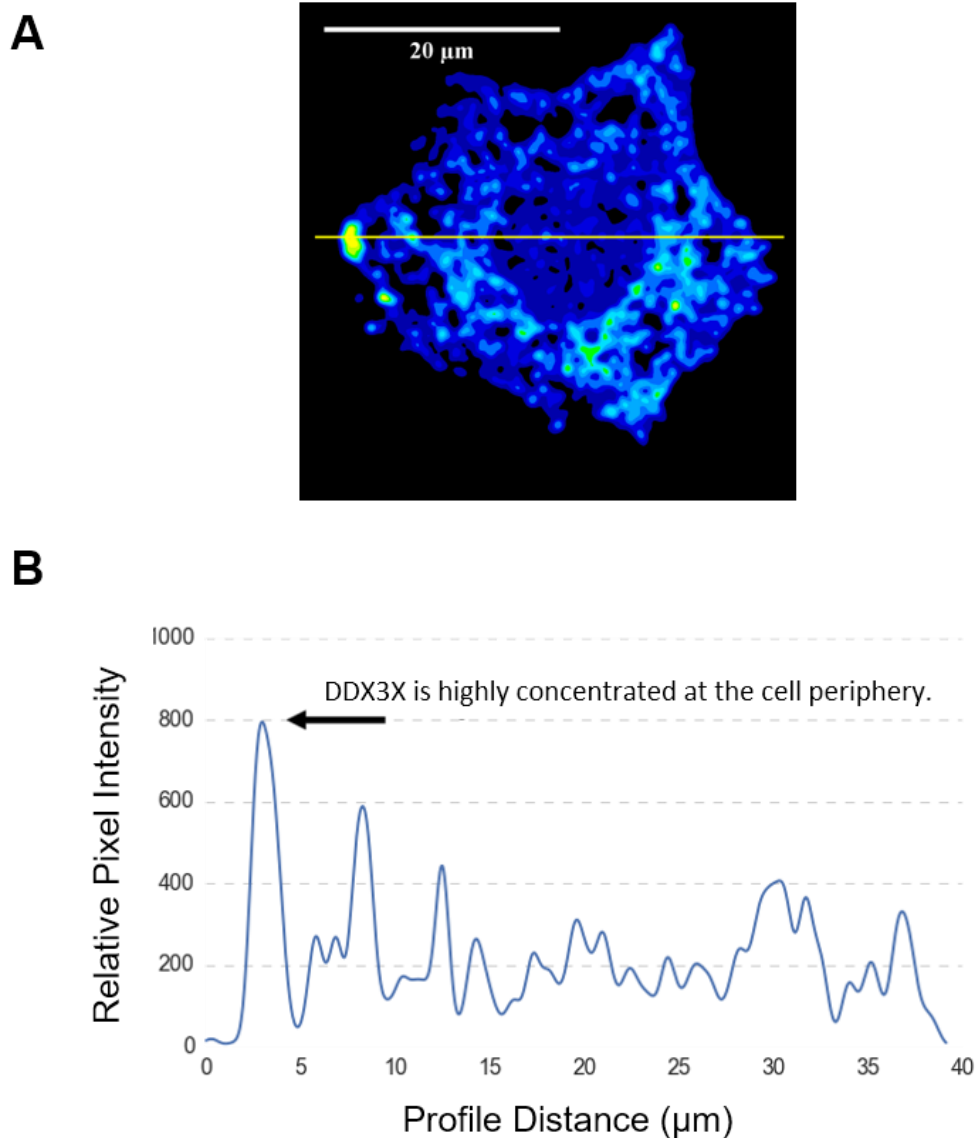 A
20 µm
B
1000
DDX3X is highly concentrated at the cell periphery.
800
600
400
200
0
Relative Pixel Intensity
0 5 10 15 20 25 30 35 40
Profile Distance (µm)